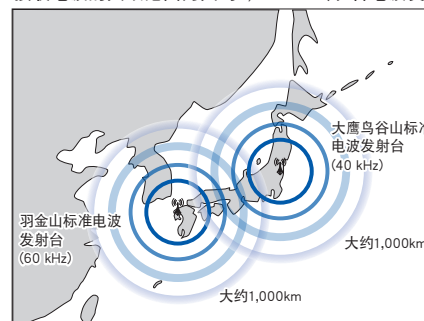 大鹰鸟谷山标准
电波发射台
(40 kHz)
羽金山标准电波
发射台
(60 kHz)
大约1,000km
大约1,000km